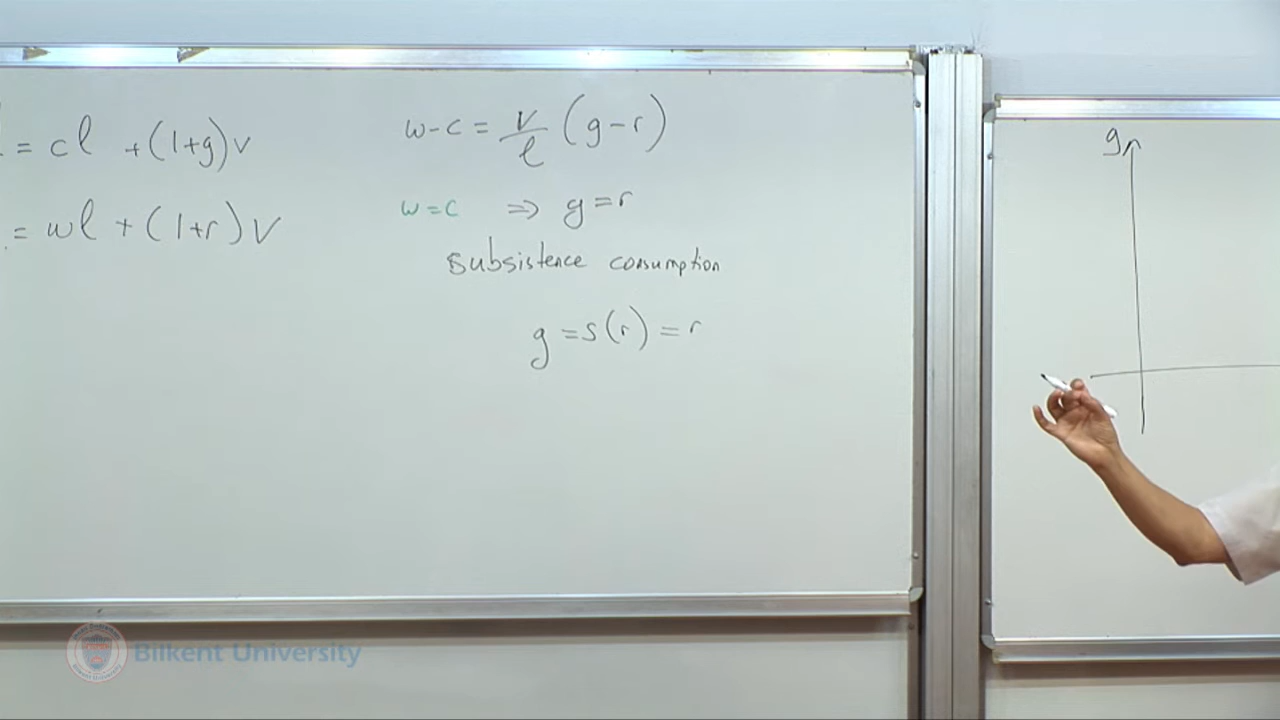 = cl + (1+g)v
= wl + (1+r)v
w-c = v/l (g-r)
w=c ⇒ g=r
subsistence consumption
g = s(r) = r
g
Bilkent University